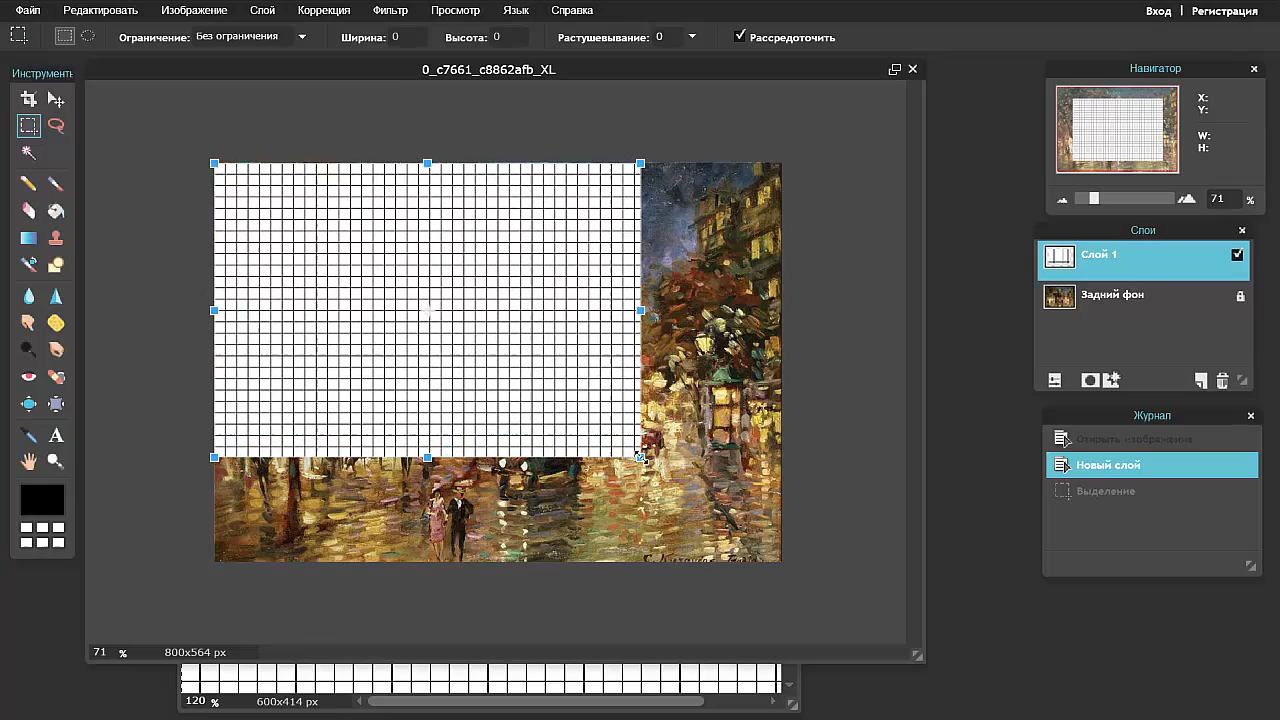 Файл Редактировать Изображение Слой Коррекция Фильтр Просмотр Язык Справка Вход | Регистрация
Ограничение: Без ограничения Ширина: 0 Высота: 0 Растушевывание: 0 Рассредоточить
Инструменть
0_c7661_c8862afb_XL
Навигатор
X:
Y:
W:
H:
71 %
Слои
Слой 1
Задний фон
Журнал
Открыть изображение
Новый слой
Выделение
A
71 % 800x564 px
120 % 600x414 px